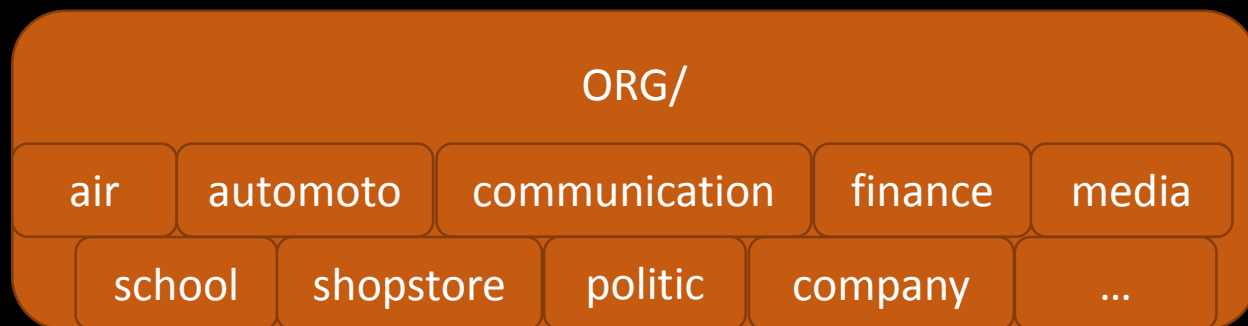 ORG/
air automoto communication finance media
school shopstore politic company ...